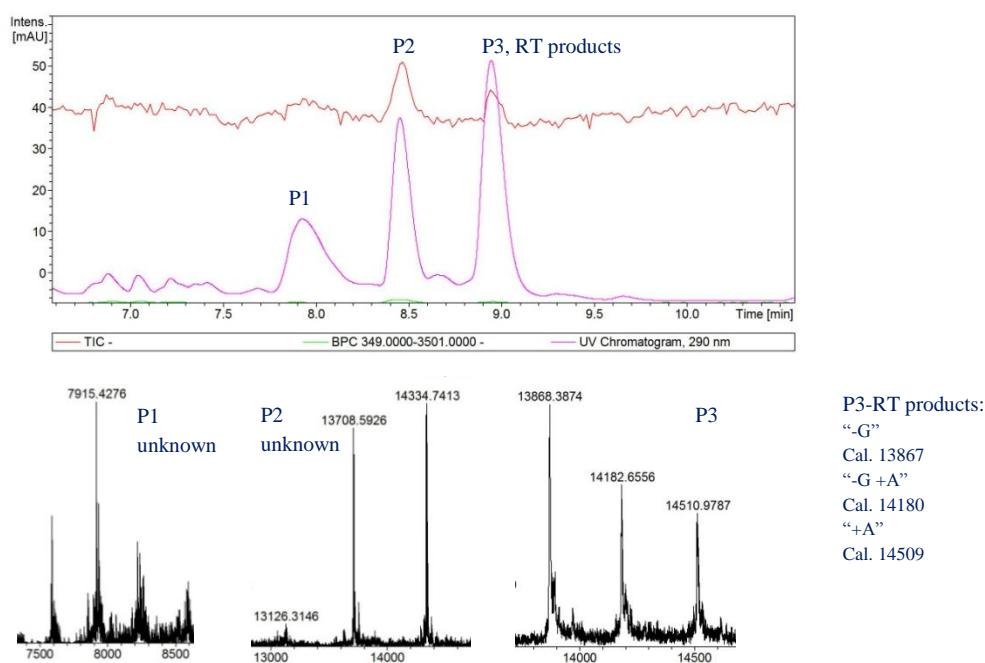 Intens.
[mAU]
50
40
30
20
10
0
P1
P2
P3, RT products
7.0 7.5 8.0 8.5 9.0 9.5 10.0 Time [min]
TIC - BPC 349.0000-3501.0000 - UV Chromatogram, 290 nm
7915.4276
P1
unknown
7500 8000 8500
P2
unknown
14334.7413
13708.5926
13126.3146
13000 14000
13868.3874
P3
14182.6556
14510.9787
14000 14500
P3-RT products:
“-G”
Cal. 13867
“-G +A”
Cal. 14180
“+A”
Cal. 14509